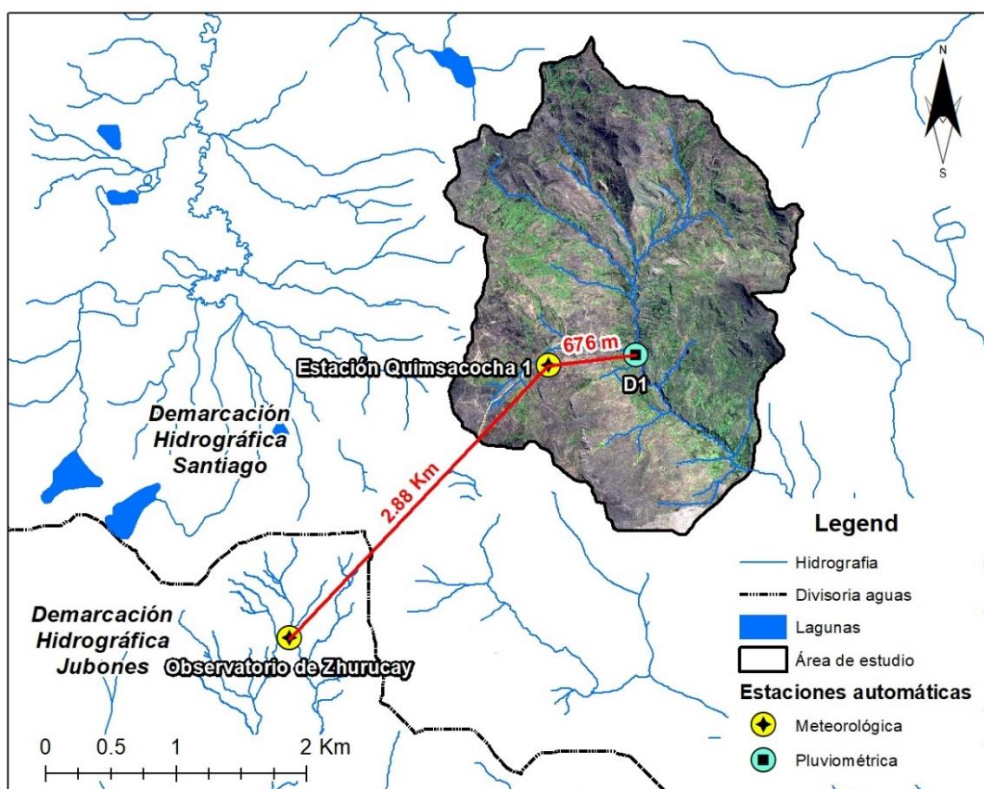 N
S
676 m
Estación Quimsacocha 1
D1
Demarcación
Hidrográfica
Santiago
2.88 Km
Demarcación
Hidrográfica
Jubones
Observatorio de Zhurucay
0 0.5 1 2 Km
Legend
Hidrografia
Divisoria aguas
Lagunas
Área de estudio
Estaciones automáticas
Meteorológica
Pluviométrica